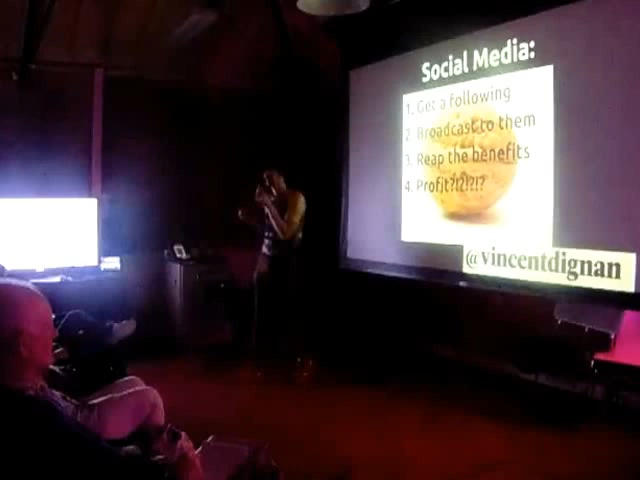 Social Media:
1. Get a following
2. Broadcast to them
3. Reap the benefits
4. Profit?!?!?!?
@vincentdignan